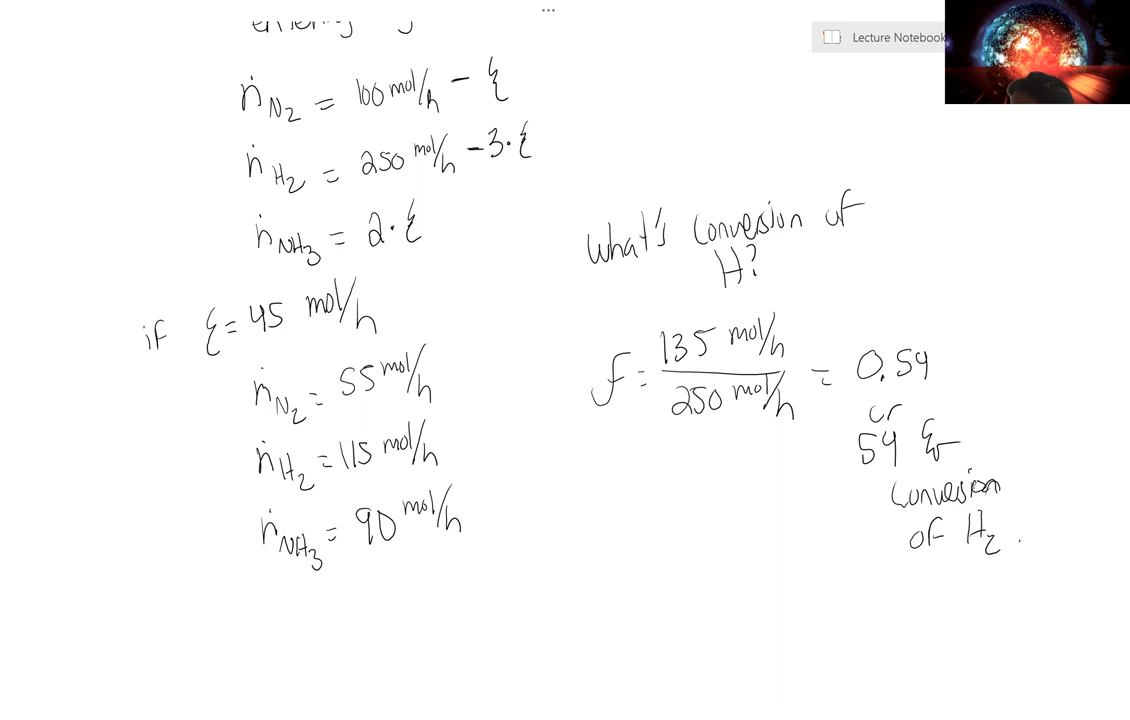 Lecture Notebook
ṅN₂ = 100 mol/h - ξ
ṅH₂ = 250 mol/h - 3·ξ
ṅNH₃ = 2·ξ
if ξ = 45 mol/h
ṅN₂ = 55 mol/h
ṅH₂ = 115 mol/h
ṅNH₃ = 90 mol/h
What's conversion of
H?
f = 135 mol/h / 250 mol/h = 0.54
or
54 %
conversion
of H₂.